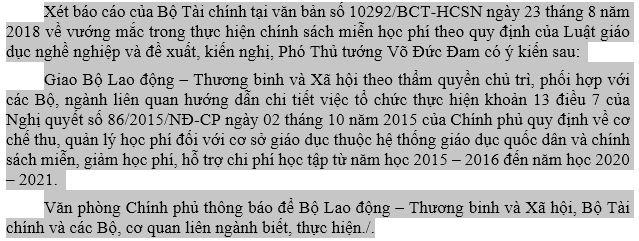 Xét báo cáo của Bộ Tài chính tại văn bản số 10292/BCT-HCSN ngày 23 tháng 8 năm
2018 về vướng mắc trong thực hiện chính sách miễn học phí theo quy định của Luật giáo
dục nghề nghiệp và đề xuất, kiến nghị, Phó Thủ tướng Võ Đức Đam có ý kiến sau:
Giao Bộ Lao động – Thương binh và Xã hội theo thẩm quyền chủ trì, phối hợp với
các Bộ, ngành liên quan hướng dẫn chi tiết việc tổ chức thực hiện khoản 13 điều 7 của
Nghị quyết số 86/2015/NĐ-CP ngày 02 tháng 10 năm 2015 của Chính phủ quy định về cơ
chế thu, quản lý học phí đối với cơ sở giáo dục thuộc hệ thống giáo dục quốc dân và chính
sách miễn, giảm học phí, hỗ trợ chi phí học tập từ năm học 2015 – 2016 đến năm học 2020
– 2021.
Văn phòng Chính phủ thông báo để Bộ Lao động – Thương binh và Xã hội, Bộ Tài
chính và các Bộ, cơ quan liên ngành biết, thực hiện./.